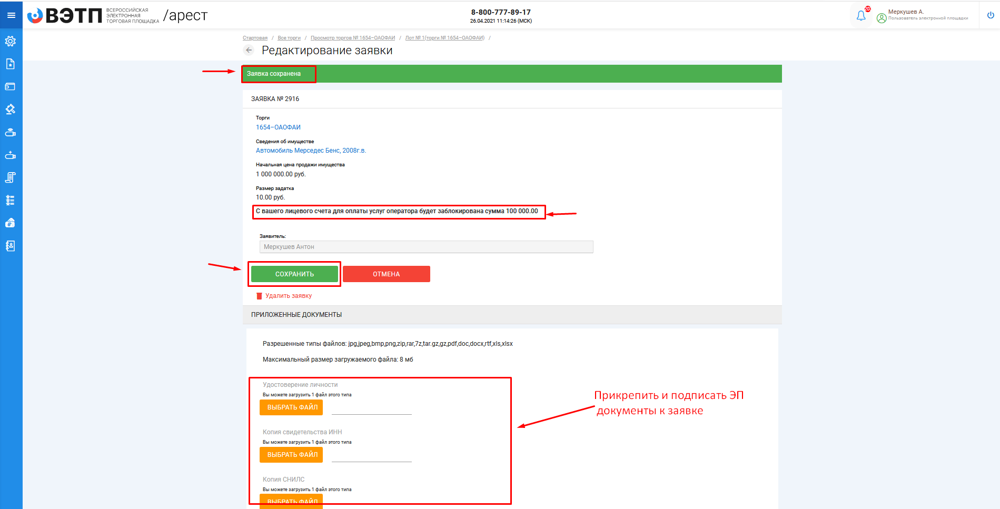 ВЭТП
ВСЕРОССИЙСКАЯ
ЭЛЕКТРОННАЯ
ТОРГОВАЯ ПЛОЩАДКА
/арест
8-800-777-89-17
26.04.2021 11:14:26 (МСК)
Меркушев А.
Пользователь электронной площадки
Стартовая / Все торги / Просмотр торгов № 1654–ОАОФАИ / Лот № 1(торги № 1654–ОАОФАИ) /
Редактирование заявки
Заявка сохранена
ЗАЯВКА № 2916
Торги
1654–ОАОФАИ
Сведения об имуществе
Автомобиль Мерседес Бенс, 2008г.в.
Начальная цена продажи имущества
1 000 000.00 руб.
Размер задатка
10.00 руб.
С вашего лицевого счета для оплаты услуг оператора будет заблокирована сумма 100 000.00
Заявитель:
Меркушев Антон
СОХРАНИТЬ
ОТМЕНА
Удалить заявку
ПРИЛОЖЕННЫЕ ДОКУМЕНТЫ
Разрешенные типы файлов: jpg,jpeg,bmp,png,zip,rar,7z,tar.gz,gz,pdf,doc,docx,rtf,xls,xlsx
Максимальный размер загружаемого файла: 8 мб
Удостоверение личности
Вы можете загрузить 1 файл этого типа
ВЫБРАТЬ ФАЙЛ
Прикрепить и подписать ЭП
документы к заявке
Копия свидетельства ИНН
Вы можете загрузить 1 файл этого типа
ВЫБРАТЬ ФАЙЛ
Копия СНИЛС
Вы можете загрузить 1 файл этого типа
ВЫБРАТЬ ФАЙЛ